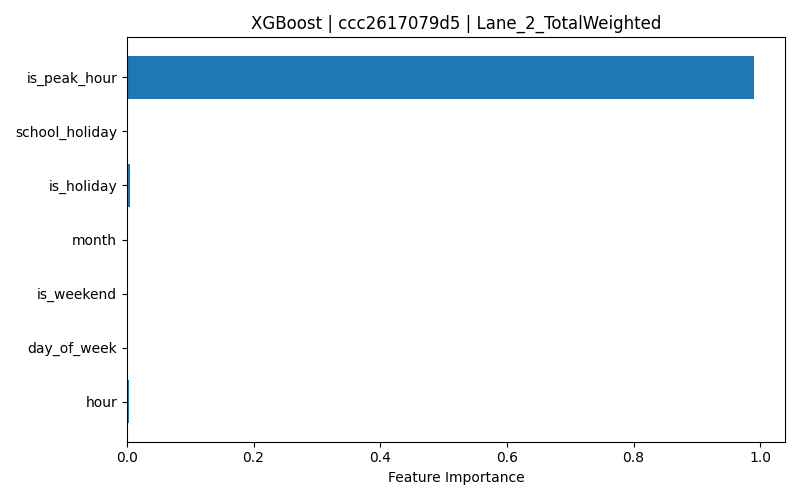 XGBoost | ccc2617079d5 | Lane_2_TotalWeighted
is_peak_hour
school_holiday
is_holiday
month
is_weekend
day_of_week
hour
0.0 0.2 0.4 0.6 0.8 1.0
Feature Importance